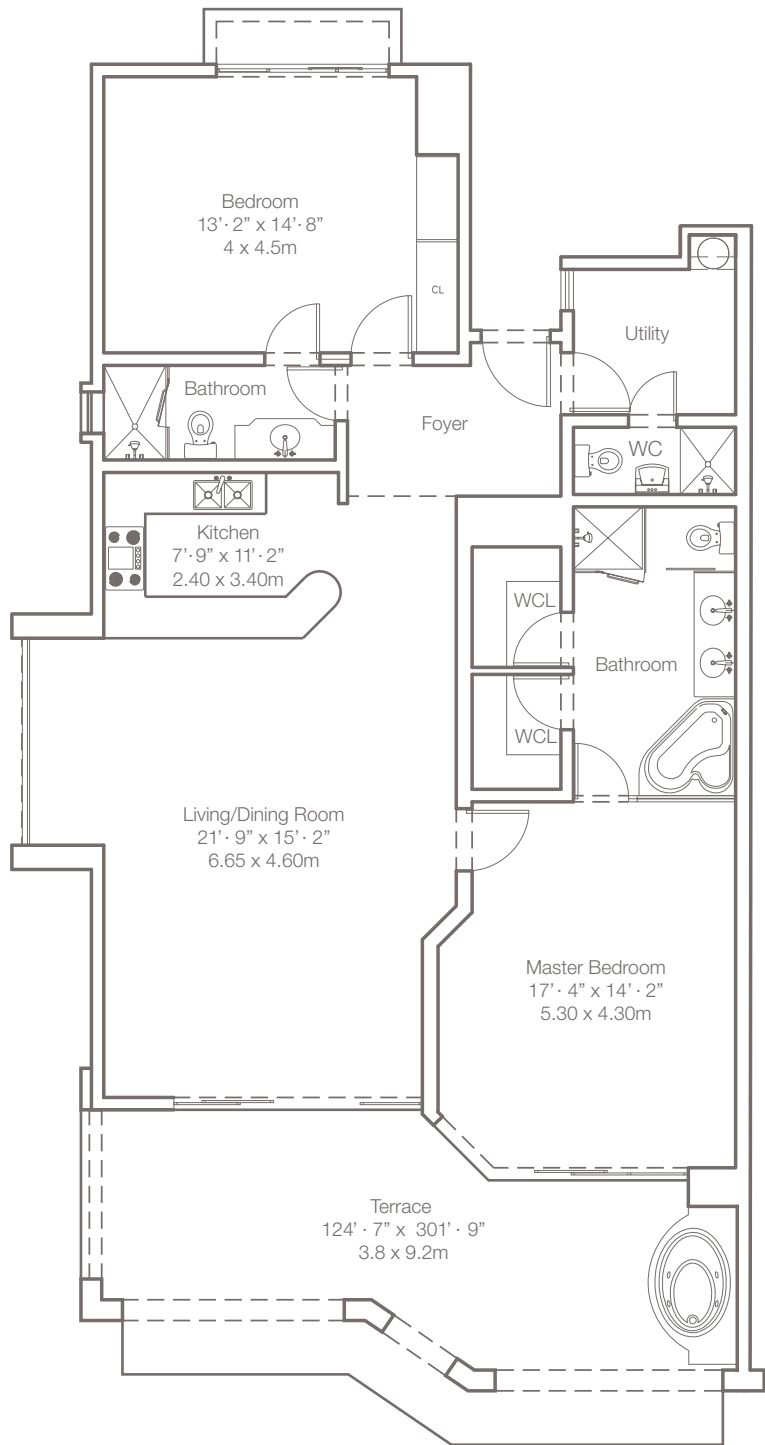 Bedroom
13'· 2” x 14'· 8”
4 x 4.5m
CL
Utility
Bathroom
Foyer
WC
Kitchen
7'· 9” x 11'· 2”
2.40 x 3.40m
WCL
Bathroom
WCL
Living/Dining Room
21'· 9” x 15'· 2”
6.65 x 4.60m
Master Bedroom
17'· 4” x 14'· 2”
5.30 x 4.30m
Terrace
124'· 7” x 301'· 9”
3.8 x 9.2m